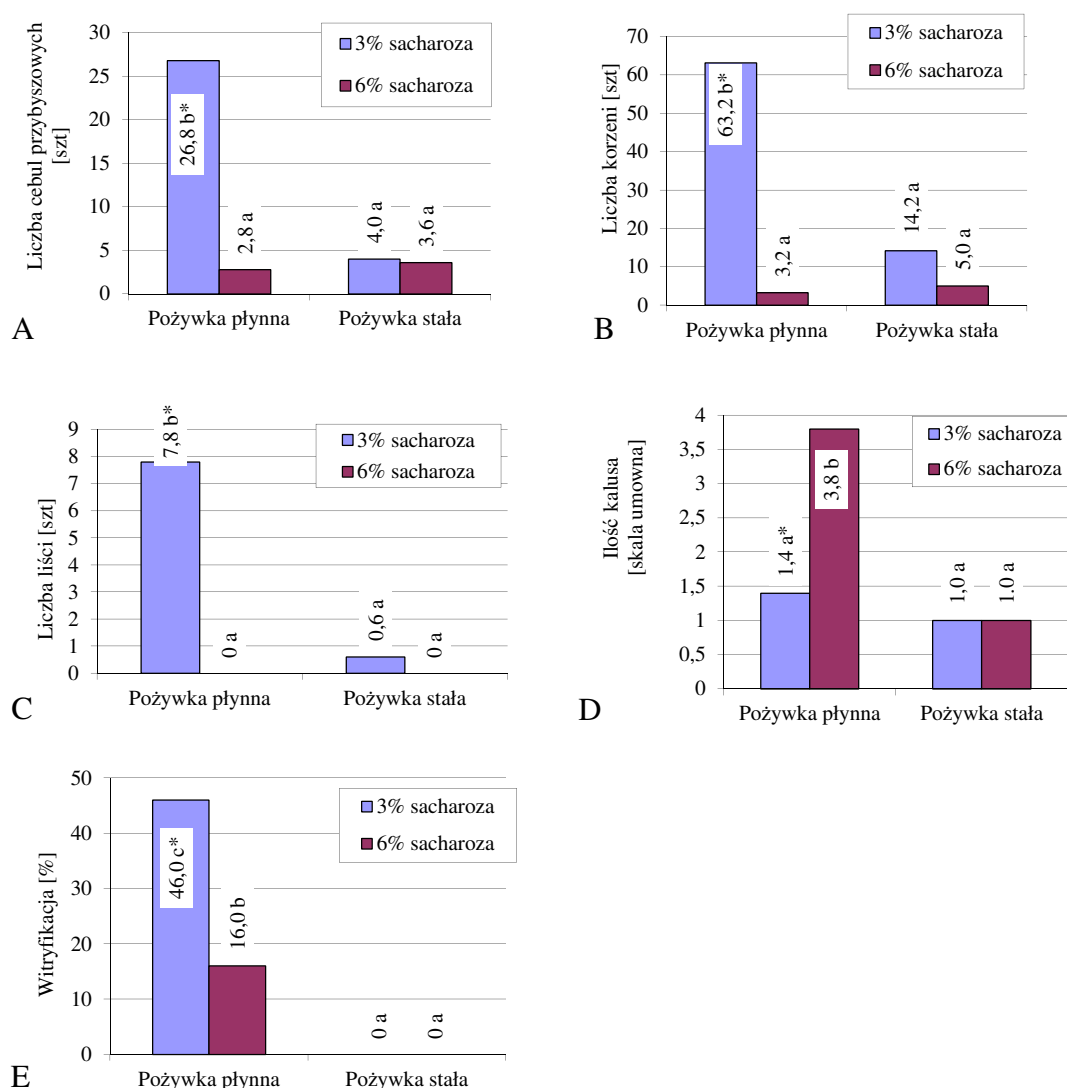 30
25
20
15
10
5
0
Liczba cebul przybyszowych
[szt]
3% sacharoza
6% sacharoza
26,8 b*
2,8 a
4,0 a
3,6 a
Pożywka płynna
Pożywka stała
A
70
60
50
40
30
20
10
0
Liczba korzeni [szt]
3% sacharoza
6% sacharoza
63,2 b*
3,2 a
14,2 a
5,0 a
Pożywka płynna
Pożywka stała
B
9
8
7
6
5
4
3
2
1
0
Liczba liści [szt]
3% sacharoza
6% sacharoza
7,8 b*
0 a
0,6 a
0 a
Pożywka płynna
Pożywka stała
C
4
3,5
3
2,5
2
1,5
1
0,5
0
Ilość kalusa
[skala umowna]
3% sacharoza
6% sacharoza
1,4 a*
3,8 b
1,0 a
1.0 a
Pożywka płynna
Pożywka stała
D
50
40
30
20
10
0
Witryfikacja [%]
3% sacharoza
6% sacharoza
46,0 c*
16,0 b
0 a
0 a
Pożywka płynna
Pożywka stała
E